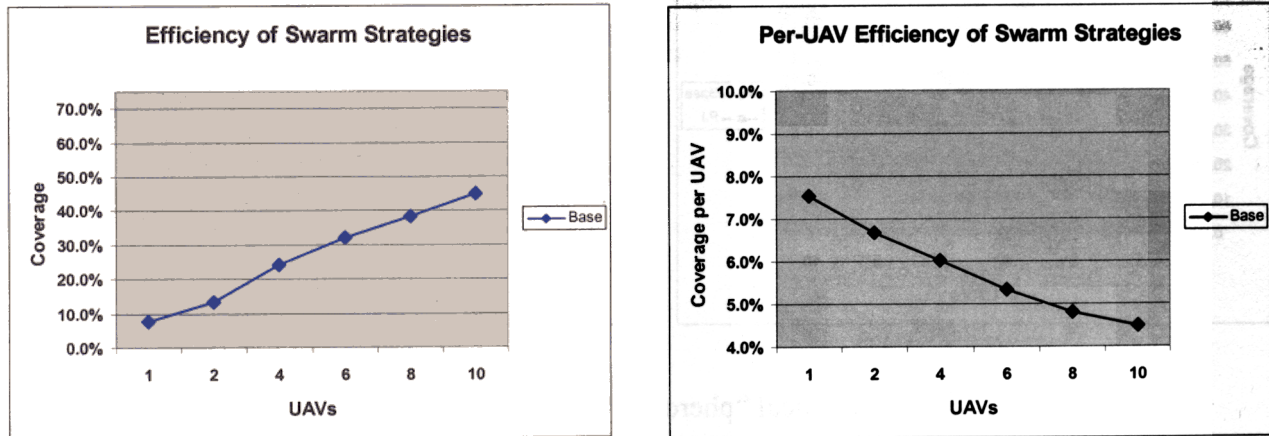 Efficiency of Swarm Strategies
70.0%
60.0%
50.0%
40.0%
30.0%
20.0%
10.0%
0.0%
Coverage
1 2 4 6 8 10
UAVs
Base
Per-UAV Efficiency of Swarm Strategies
10.0%
9.0%
8.0%
7.0%
6.0%
5.0%
4.0%
Coverage per UAV
1 2 4 6 8 10
UAVs
Base